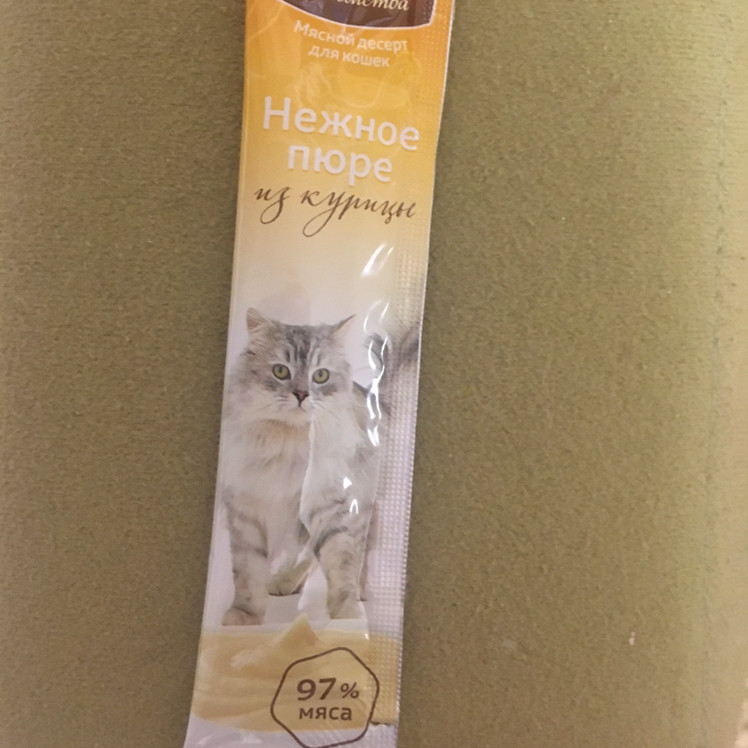 Мясной десерт
для кошек
Нежное
пюре
из курицы
97%
мяса